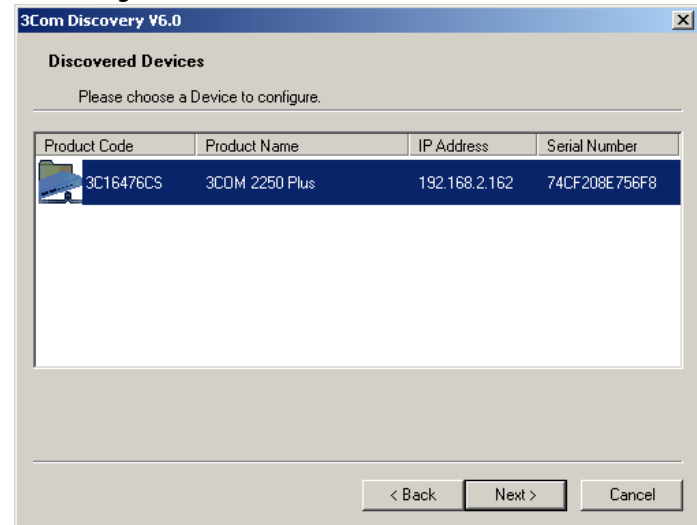 3Com Discovery V6.0
Discovered Devices
Please choose a Device to configure.
Product Code Product Name IP Address Serial Number
3C16476CS 3COM 2250 Plus 192.168.2.162 74CF208E756F8
< Back Next > Cancel